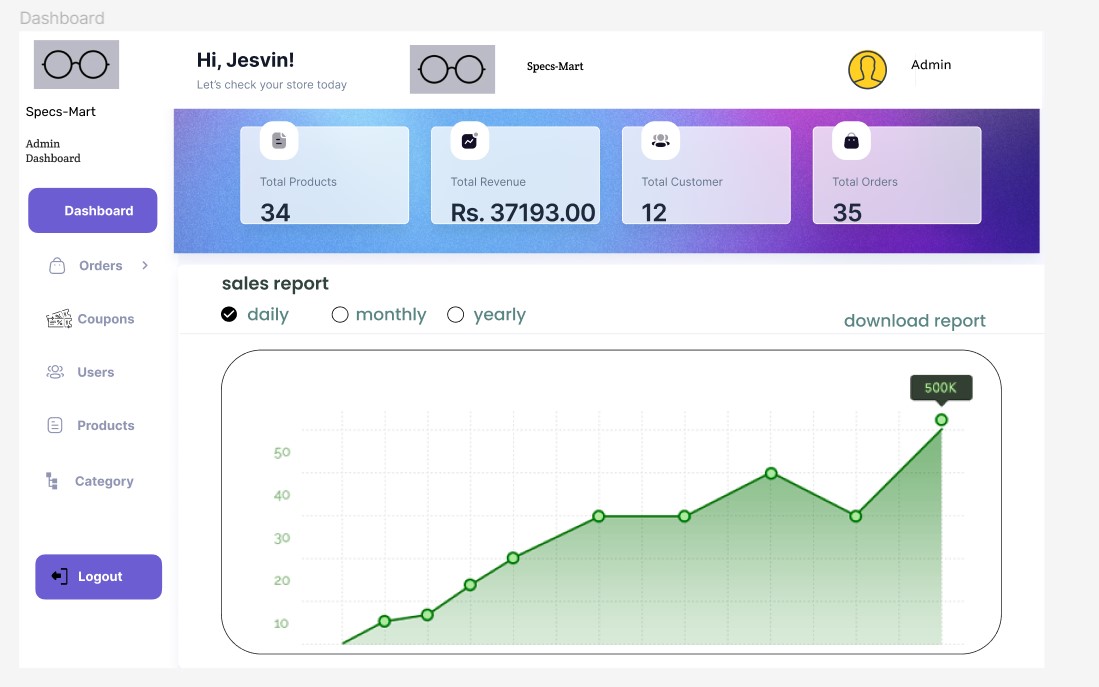 Dashboard
Hi, Jesvin!
Let's check your store today
Specs-Mart
Admin
Specs-Mart
Admin
Dashboard
Dashboard
Orders
Coupons
Users
Products
Category
Logout
Total Products
34
Total Revenue
Rs. 37193.00
Total Customer
12
Total Orders
35
sales report
daily
monthly
yearly
download report
500K
50
40
30
20
10